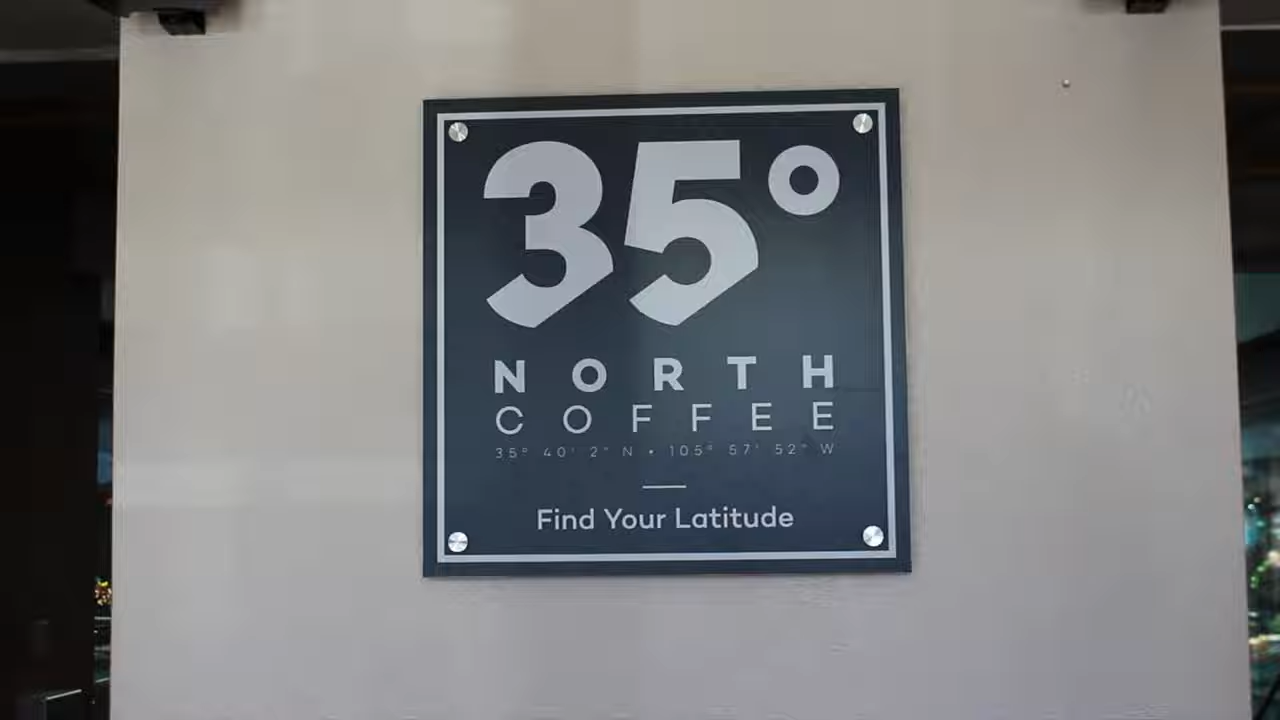 35°
NORTH
COFFEE
35° 40' 2" N • 105° 57' 52" W
Find Your Latitude